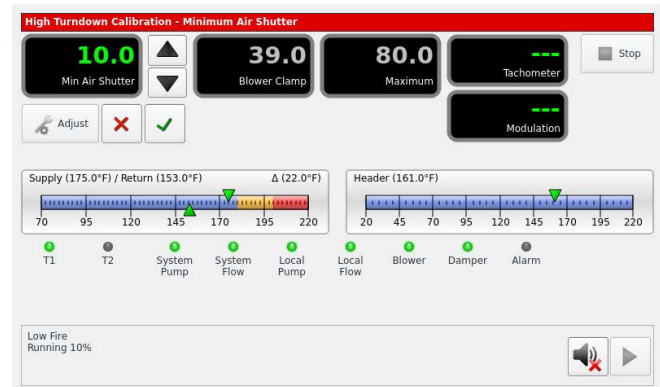 High Turndown Calibration - Minimum Air Shutter
10.0
Min Air Shutter
39.0
Blower Clamp
80.0
Maximum
---
Tachometer
Stop
Adjust
---
Modulation
Supply (175.0°F) / Return (153.0°F) Δ (22.0°F)
70 95 120 145 170 195 220
Header (161.0°F)
20 45 70 95 120 145 170 195 220
T1
T2
System
Pump
System
Flow
Local
Pump
Local
Flow
Blower
Damper
Alarm
Low Fire
Running 10%